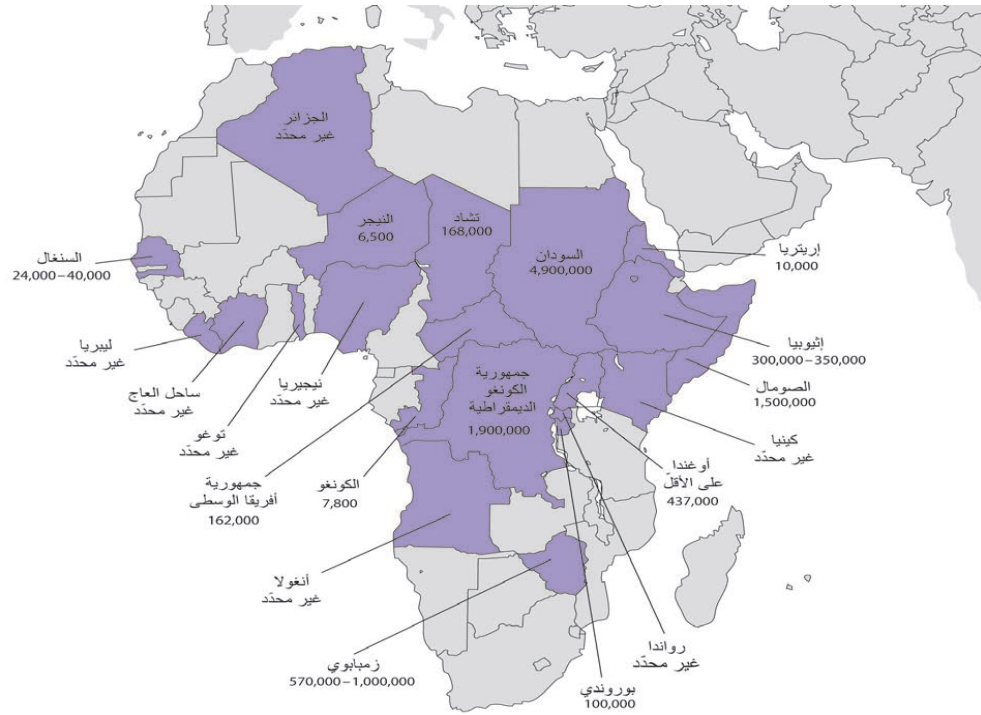 الجزائر
غير محدّد
النيجر
6,500
تشاد
168,000
السودان
4,900,000
إريتريا
10,000
السنغال
24,000–40,000
إثيوبيا
300,000–350,000
ليبريا
غير محدّد
ساحل العاج
غير محدّد
توغو
غير محدّد
نيجيريا
غير محدّد
جمهورية
الكونغو
الديمقراطية
1,900,000
الصومال
1,500,000
كينيا
غير محدّد
أوغندا
على الأقلّ
437,000
جمهورية
أفريقا الوسطى
162,000
الكونغو
7,800
أنغولا
غير محدّد
زمبابوي
570,000–1,000,000
رواندا
غير محدّد
بوروندي
100,000